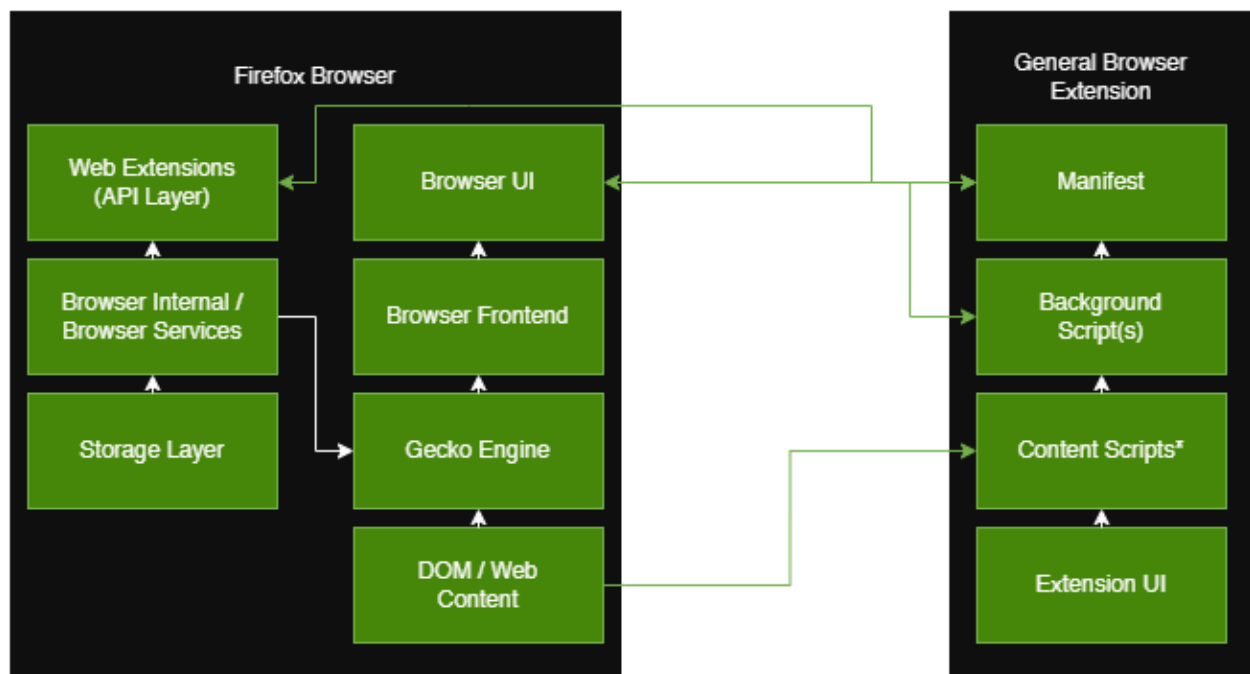 Firefox Browser
Web Extensions
(API Layer)
Browser Internal /
Browser Services
Storage Layer
Browser UI
Browser Frontend
Gecko Engine
DOM / Web
Content
General Browser
Extension
Manifest
Background
Script(s)
Content Scripts*
Extension UI